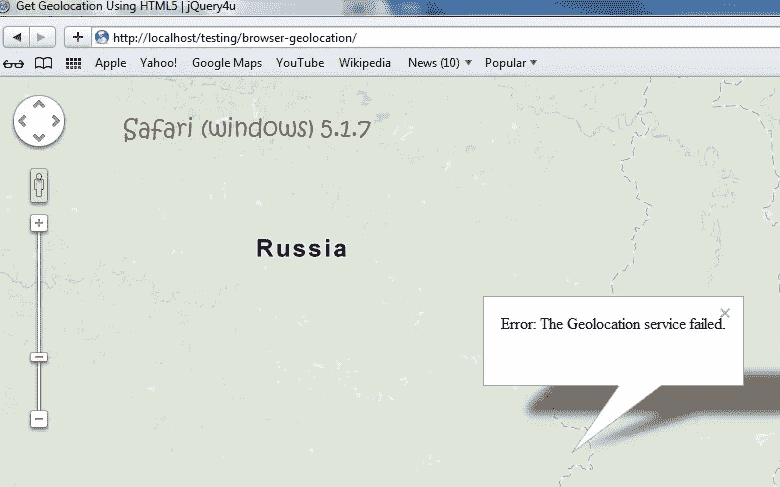 Get Geolocation Using HTML5 | jQuery4u
http://localhost/testing/browser-geolocation/
Apple Yahoo! Google Maps YouTube Wikipedia News (10) Popular
Safari (windows) 5.1.7
Russia
Error: The Geolocation service failed.